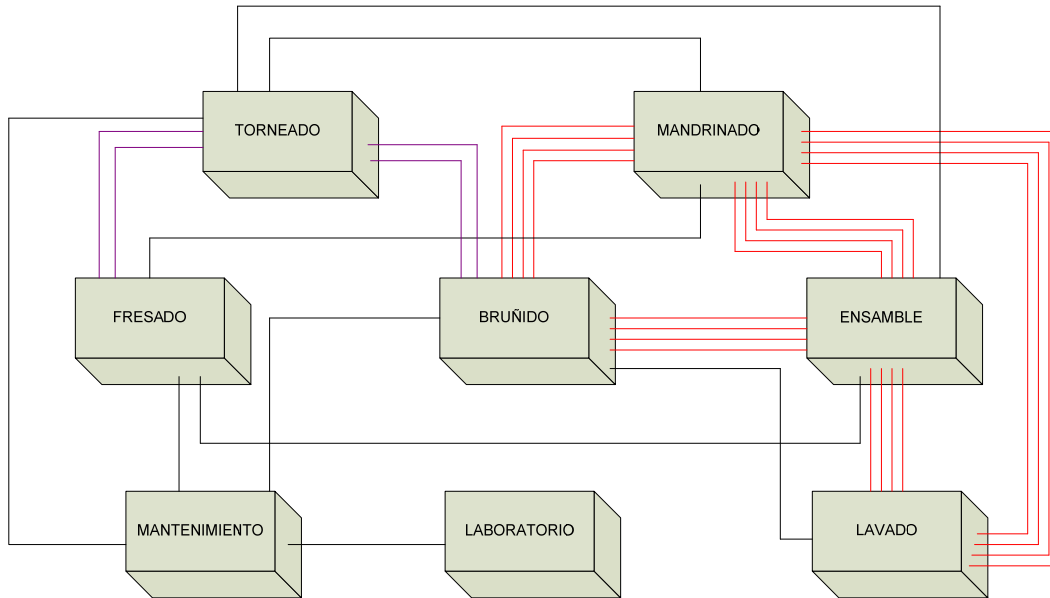 TORNEADO
MANDRINADO
FRESADO
BRUÑIDO
ENSAMBLE
MANTENIMIENTO
LABORATORIO
LAVADO